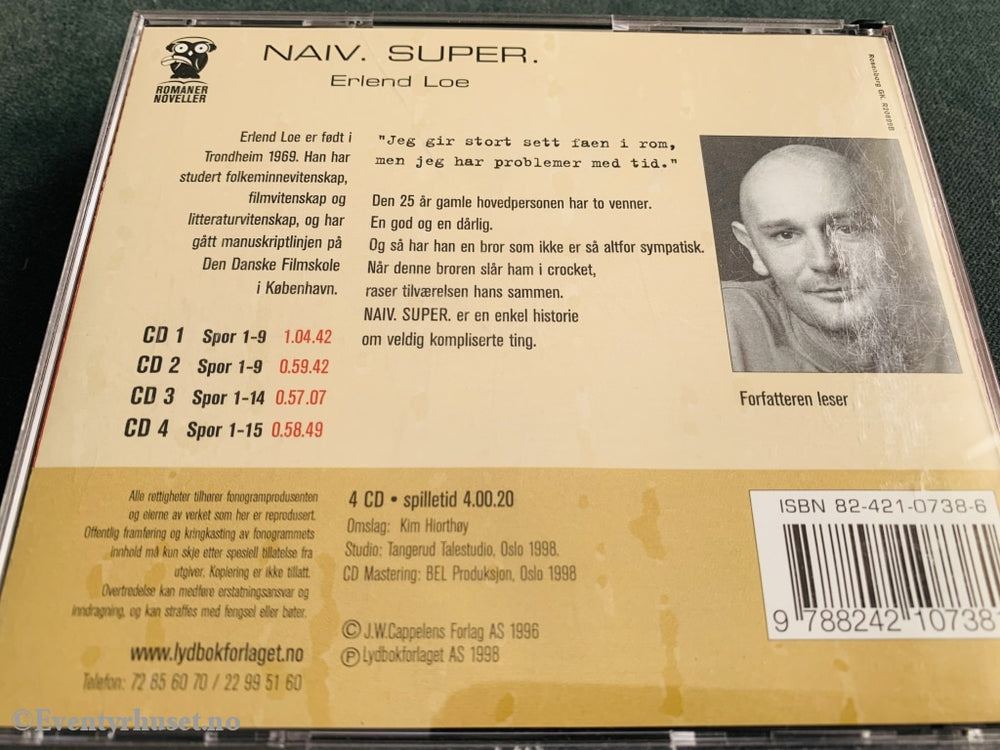 NAIV. SUPER.
Erlend Loe
ROMANER
NOVELLER
Rosenborg GK. R20899B
Erlend Loe er født i
Trondheim 1969. Han har
studert folkeminnevitenskap,
filmvitenskap og
litteraturvitenskap, og har
gått manuskriptlinjen på
Den Danske Filmskole
i København.
"Jeg gir stort sett faen i rom,
men jeg har problemer med tid."
Den 25 år gamle hovedpersonen har to venner.
En god og en dårlig.
Og så har han en bror som ikke er så altfor sympatisk.
Når denne broren slår ham i crocket,
raser tilværelsen hans sammen.
NAIV. SUPER. er en enkel historie
om veldig kompliserte ting.
CD 1 Spor 1-9 1.04.42
CD 2 Spor 1-9 0.59.42
CD 3 Spor 1-14 0.57.07
CD 4 Spor 1-15 0.58.49
Forfatteren leser
Alle rettigheter tilhører fonogramprodusenten
og eierne av verket som her er reprodusert.
Offentlig framføring og kringkasting av fonogrammets
innhold må kun skje etter spesiell tillatelse fra
utgiver. Kopiering er ikke tillatt.
Overtredelse kan medføre erstatningsansvar og
inndragning, og kan straffes med fengsel eller bøter.
www.lydbokforlaget.no
Telefon: 72 85 60 70 / 22 99 51 60
4 CD • spilletid 4.00.20
Omslag: Kim Hiorthøy
Studio: Tangerud Talestudio, Oslo 1998.
CD Mastering: BEL Produksjon, Oslo 1998
© J.W.Cappelens Forlag AS 1996
℗ Lydbokforlaget AS 1998
ISBN 82-421-0738-6
9 788242 10738
©Eventyrhuset.no